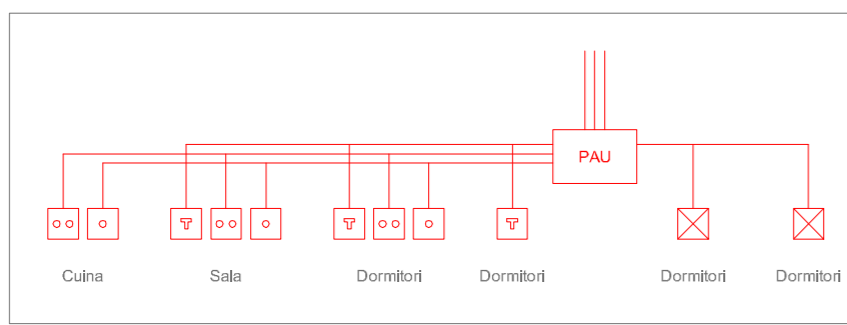 PAU
T
T
T
Cuina
Sala
Dormitori
Dormitori
Dormitori
Dormitori